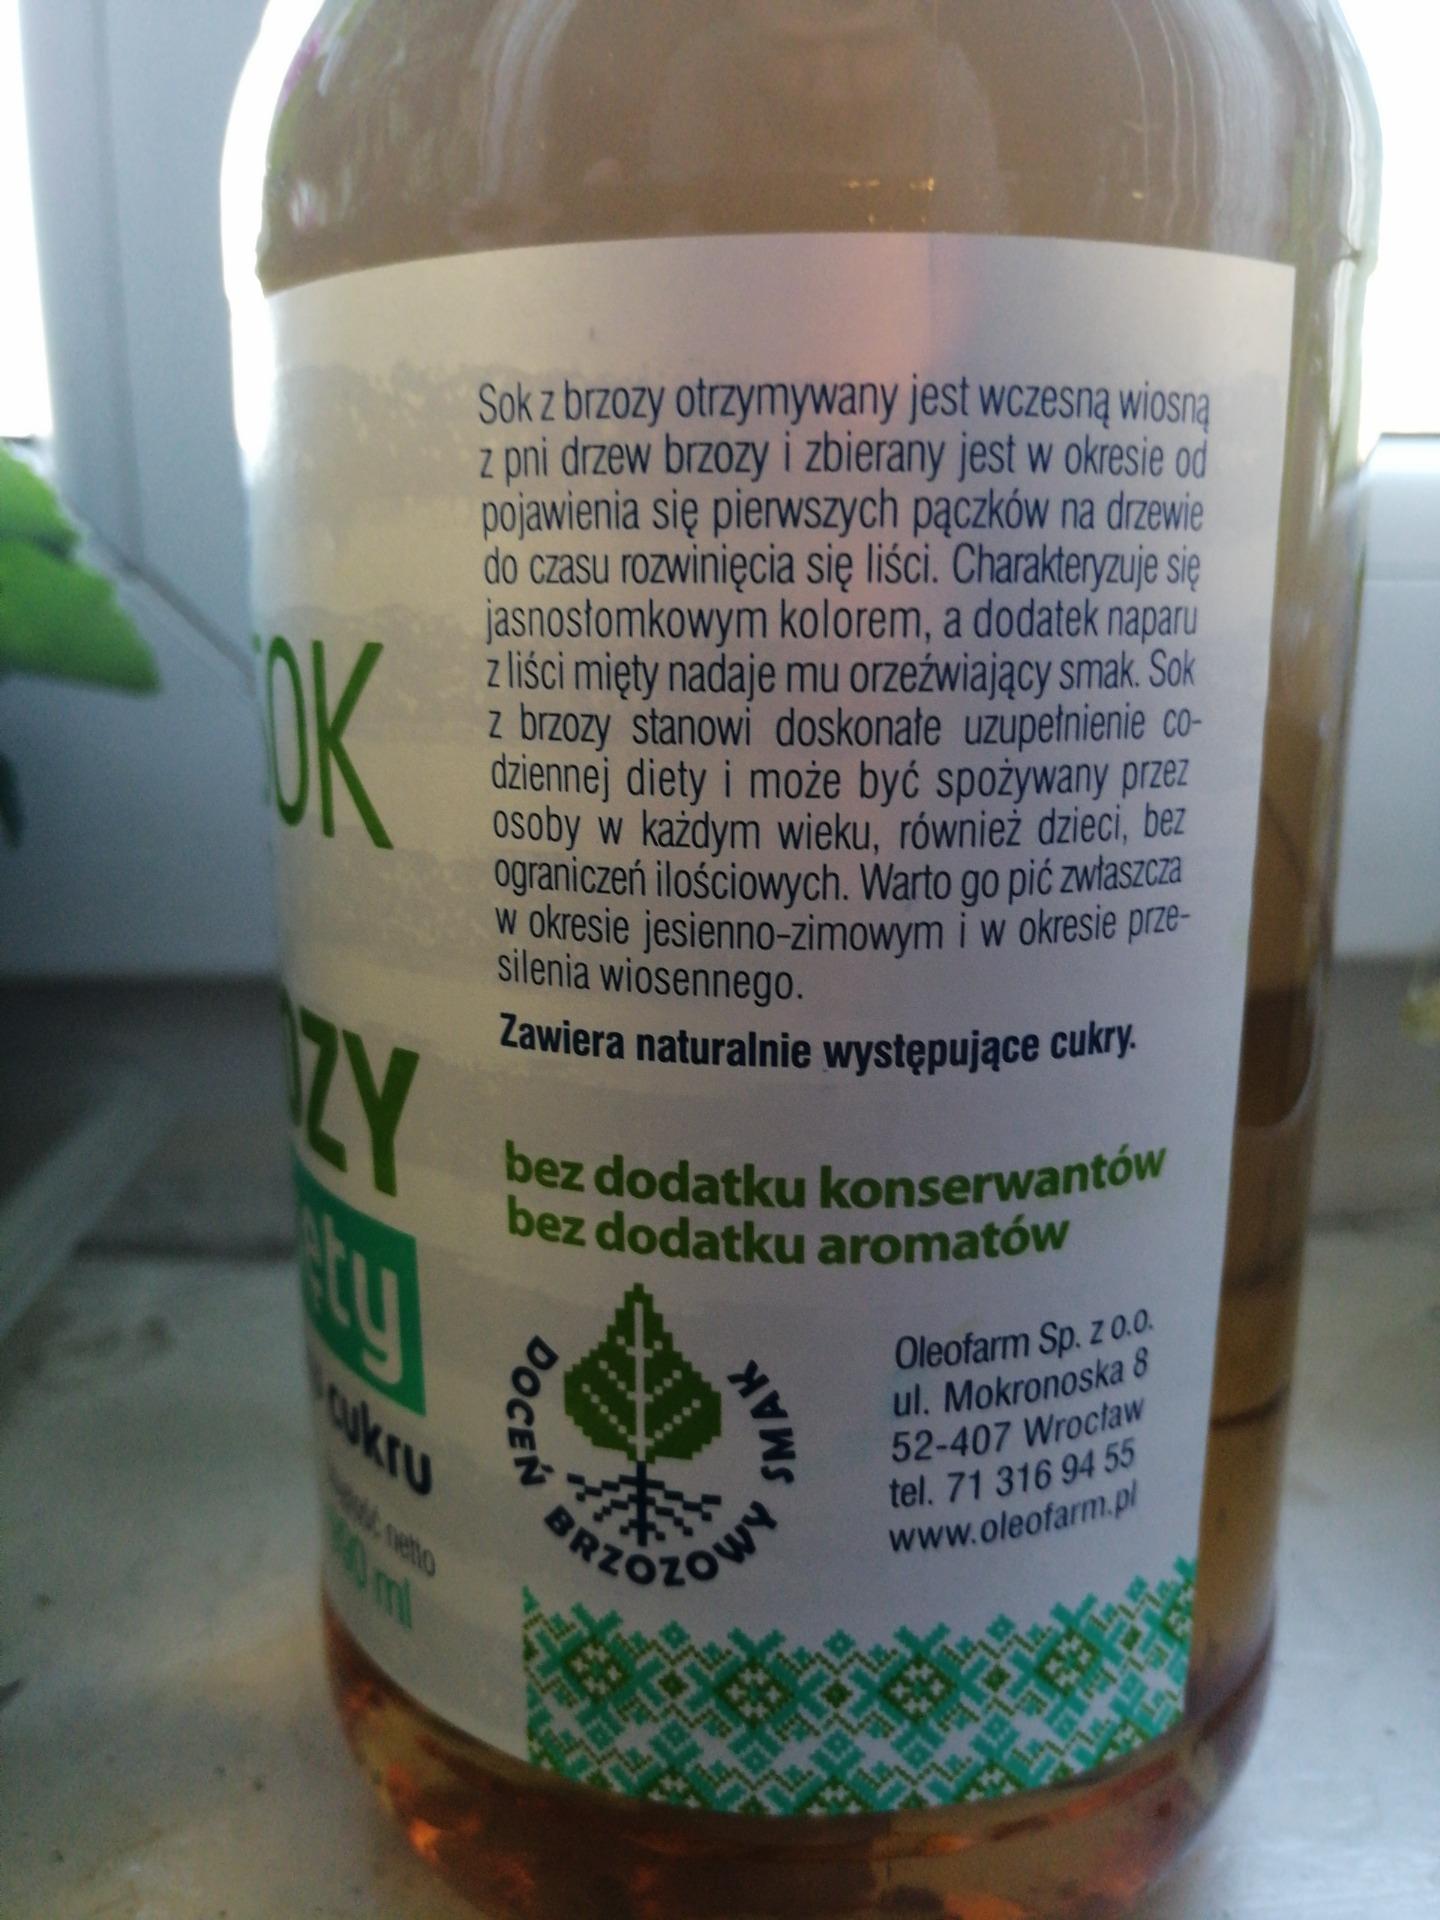 Sok z brzozy otrzymywany jest wczesną wiosną
z pni drzew brzozy i zbierany jest w okresie od
pojawienia się pierwszych pączków na drzewie
do czasu rozwinięcia się liści. Charakteryzuje się
jasnosłomkowym kolorem, a dodatek naparu
z liści mięty nadaje mu orzeźwiający smak. Sok
z brzozy stanowi doskonałe uzupełnienie co-
dziennej diety i może być spożywany przez
osoby w każdym wieku, również dzieci, bez
ograniczeń ilościowych. Warto go pić zwłaszcza
w okresie jesienno-zimowym i w okresie prze-
silenia wiosennego.
Zawiera naturalnie występujące cukry.
bez dodatku konserwantów
bez dodatku aromatów
DOCEŃ BRZOZOWY SMAK
Oleofarm Sp. z o.o.
ul. Mokronoska 8
52-407 Wrocław
tel. 71 316 94 55
www.oleofarm.pl
OK
OZY
ęty
cukru
netto
ml